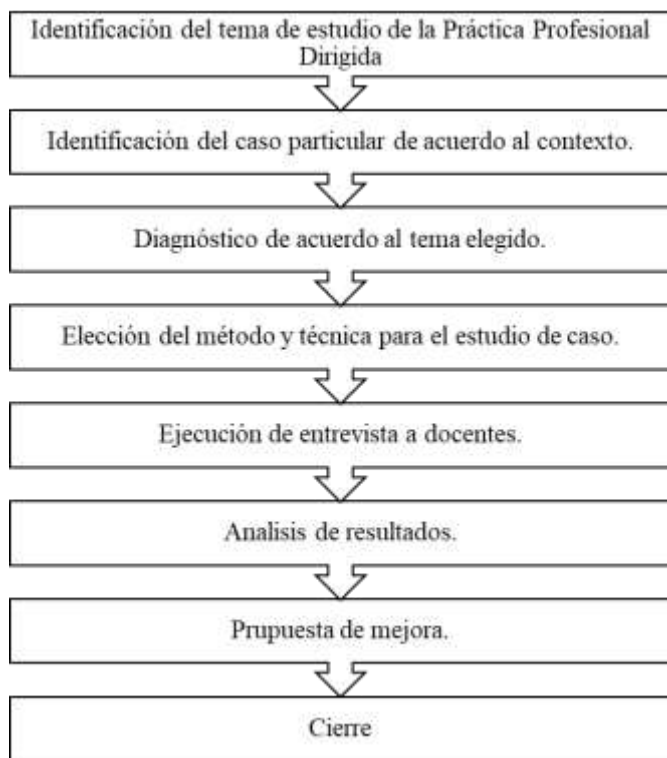 Identificación del tema de estudio de la Práctica Profesional
Dirigida
Identificación del caso particular de acuerdo al contexto.
Diagnóstico de acuerdo al tema elegido.
Elección del método y técnica para el estudio de caso.
Ejecución de entrevista a docentes.
Analisis de resultados.
Prupuesta de mejora.
Cierre